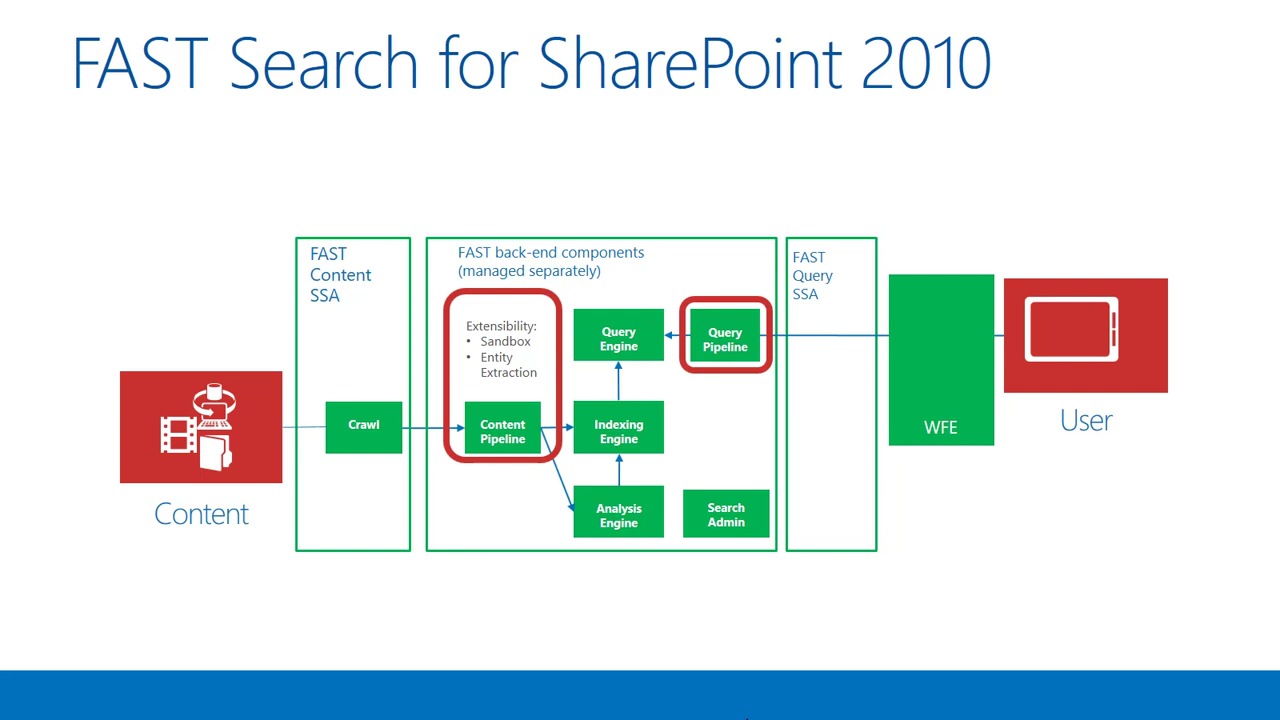 FAST Search for SharePoint 2010
FAST
Content
SSA
FAST back-end components
(managed separately)
FAST
Query
SSA
Extensibility:
• Sandbox
• Entity
Extraction
Query
Engine
Query
Pipeline
Crawl
Content
Pipeline
Indexing
Engine
WFE
User
Content
Analysis
Engine
Search
Admin